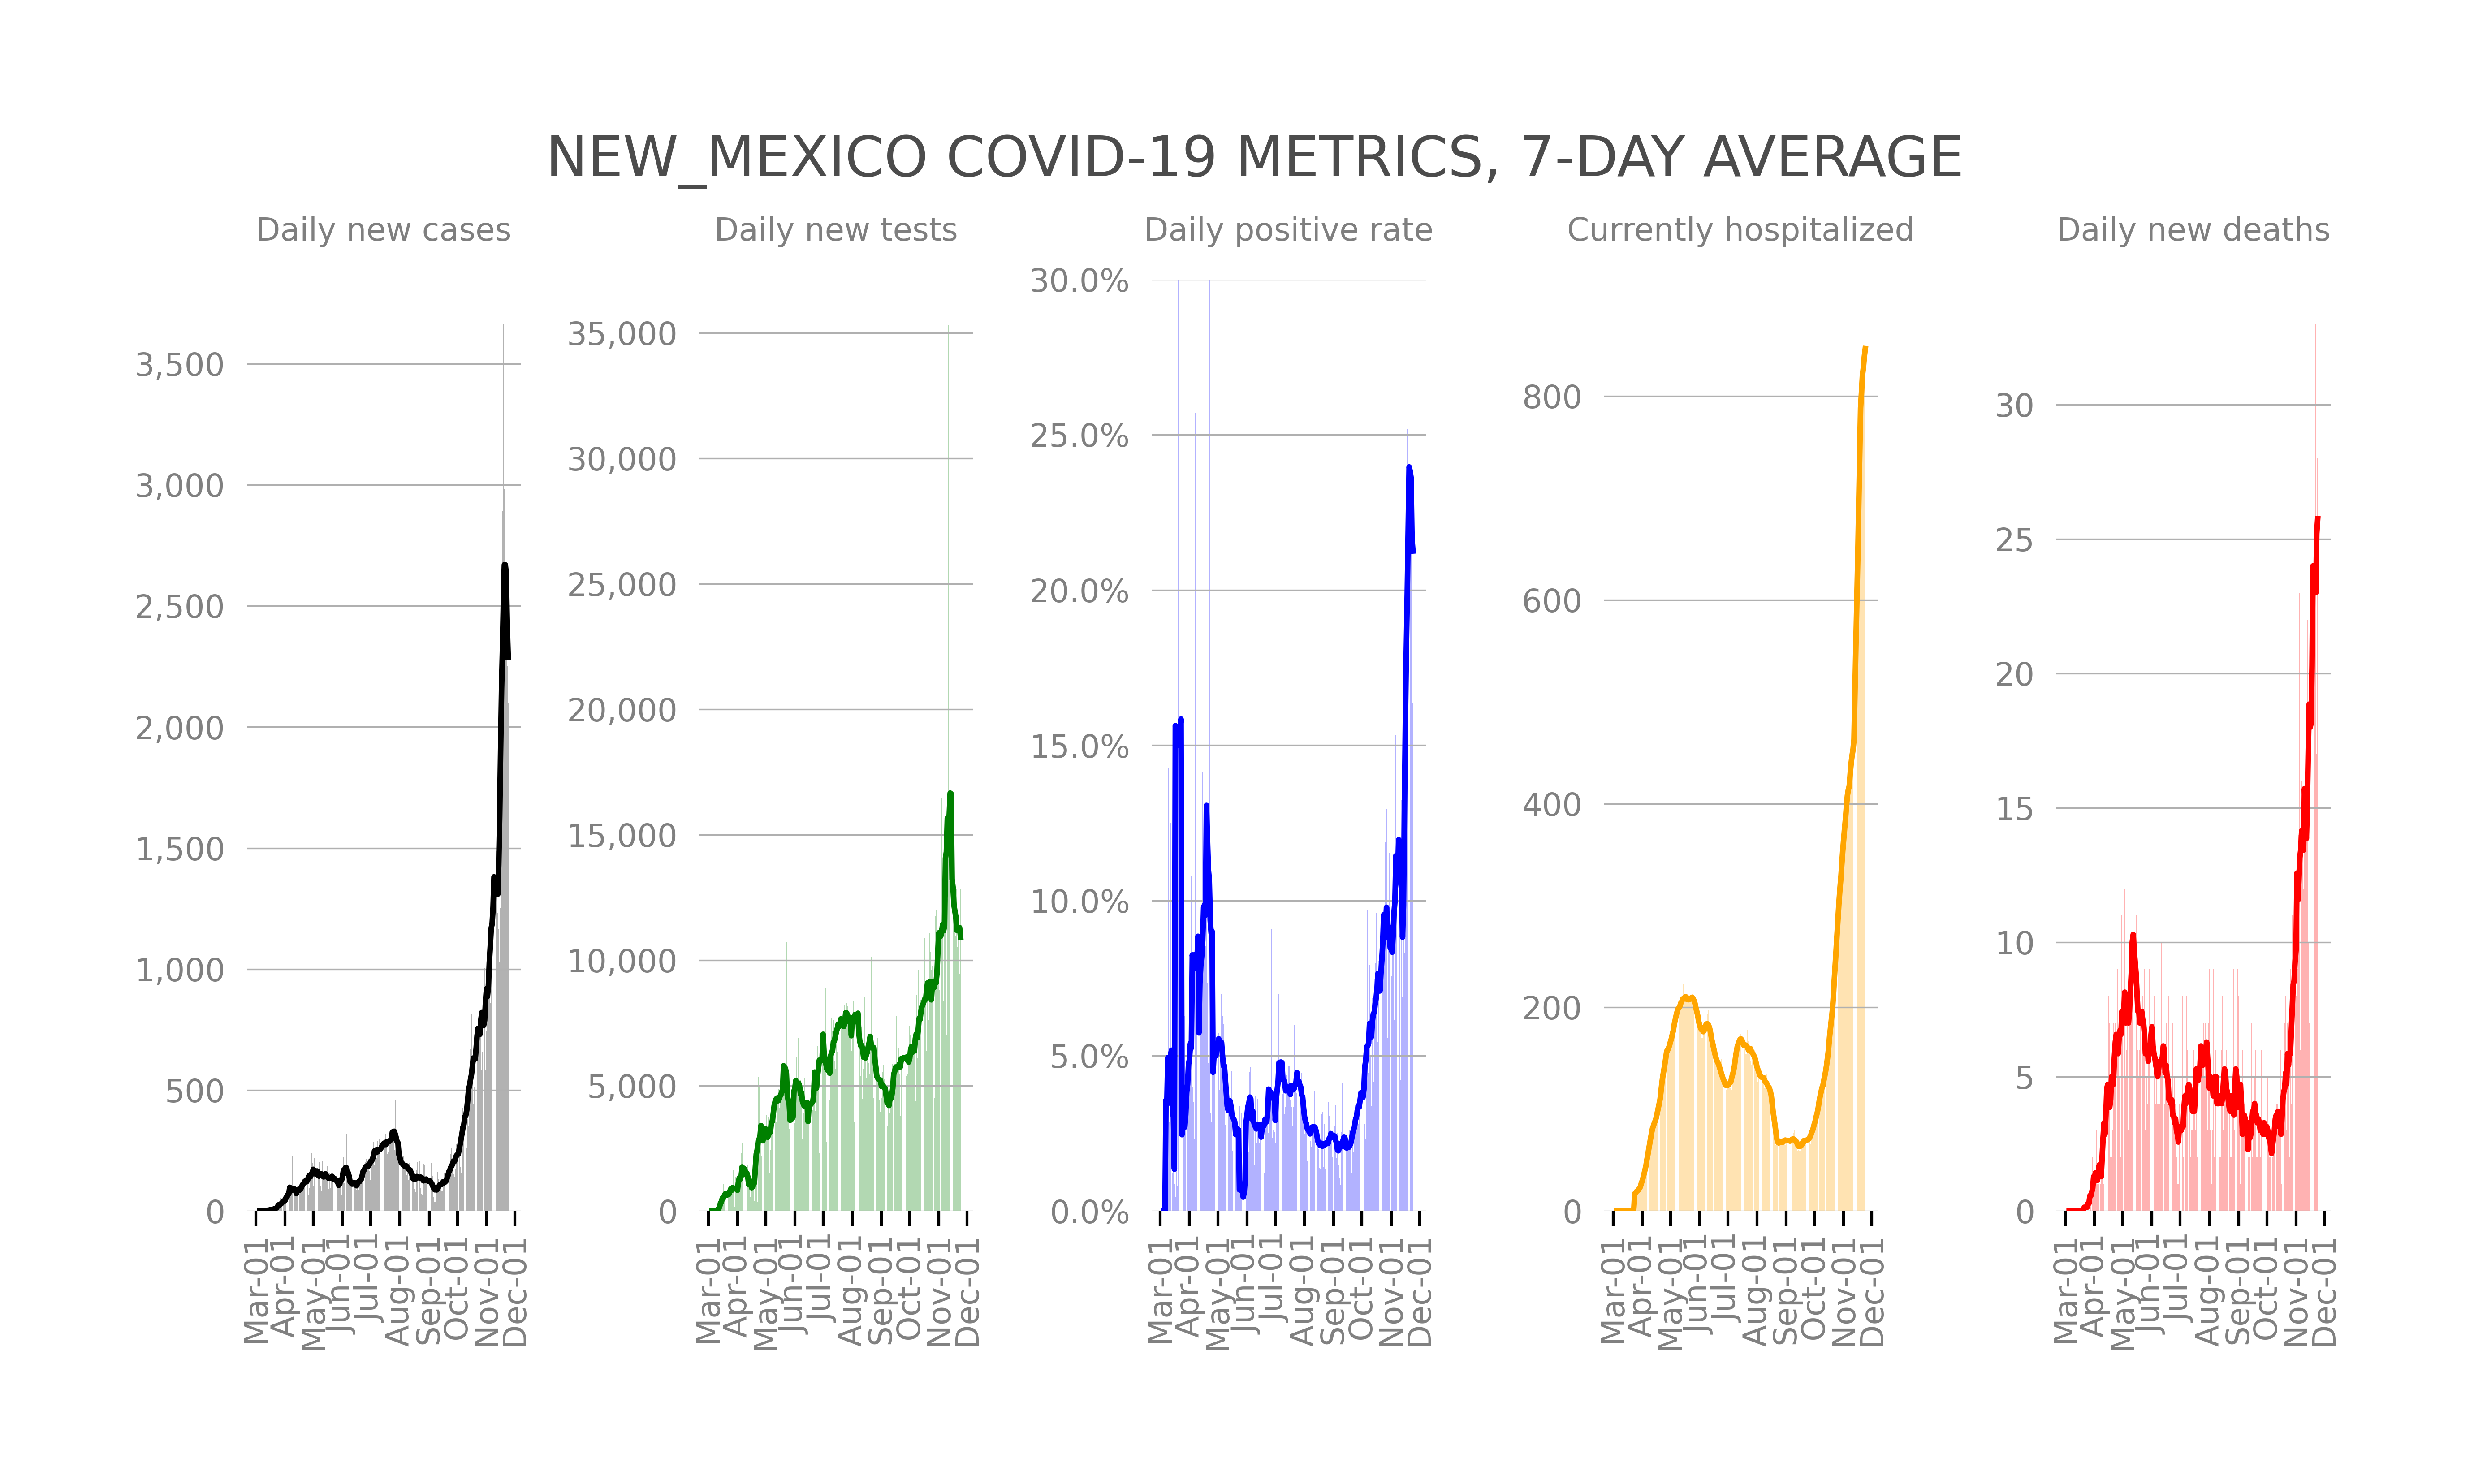 NEW_MEXICO COVID-19 METRICS, 7-DAY AVERAGE
Daily new cases
3,500
3,000
2,500
2,000
1,500
1,000
500
0
Mar-01
Apr-01
May-01
Jun-01
Jul-01
Aug-01
Sep-01
Oct-01
Nov-01
Dec-01
Daily new tests
35,000
30,000
25,000
20,000
15,000
10,000
5,000
0
Mar-01
Apr-01
May-01
Jun-01
Jul-01
Aug-01
Sep-01
Oct-01
Nov-01
Dec-01
Daily positive rate
30.0%
25.0%
20.0%
15.0%
10.0%
5.0%
0.0%
Mar-01
Apr-01
May-01
Jun-01
Jul-01
Aug-01
Sep-01
Oct-01
Nov-01
Dec-01
Currently hospitalized
800
600
400
200
0
Mar-01
Apr-01
May-01
Jun-01
Jul-01
Aug-01
Sep-01
Oct-01
Nov-01
Dec-01
Daily new deaths
30
25
20
15
10
5
0
Mar-01
Apr-01
May-01
Jun-01
Jul-01
Aug-01
Sep-01
Oct-01
Nov-01
Dec-01